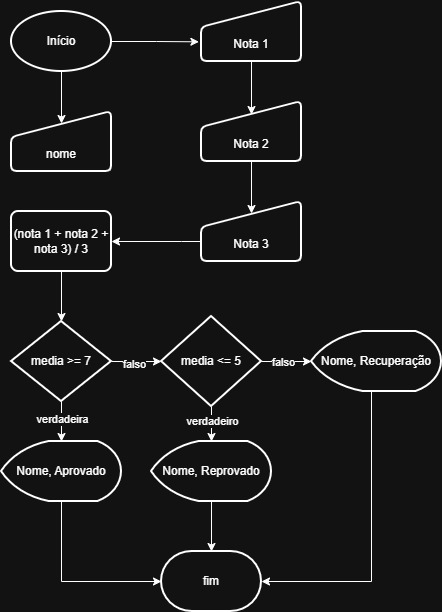 Início
Nota 1
nome
Nota 2
(nota 1 + nota 2 +
nota 3) / 3
Nota 3
media >= 7
falso
media <= 5
falso
Nome, Recuperação
verdadeira
verdadeiro
Nome, Aprovado
Nome, Reprovado
fim